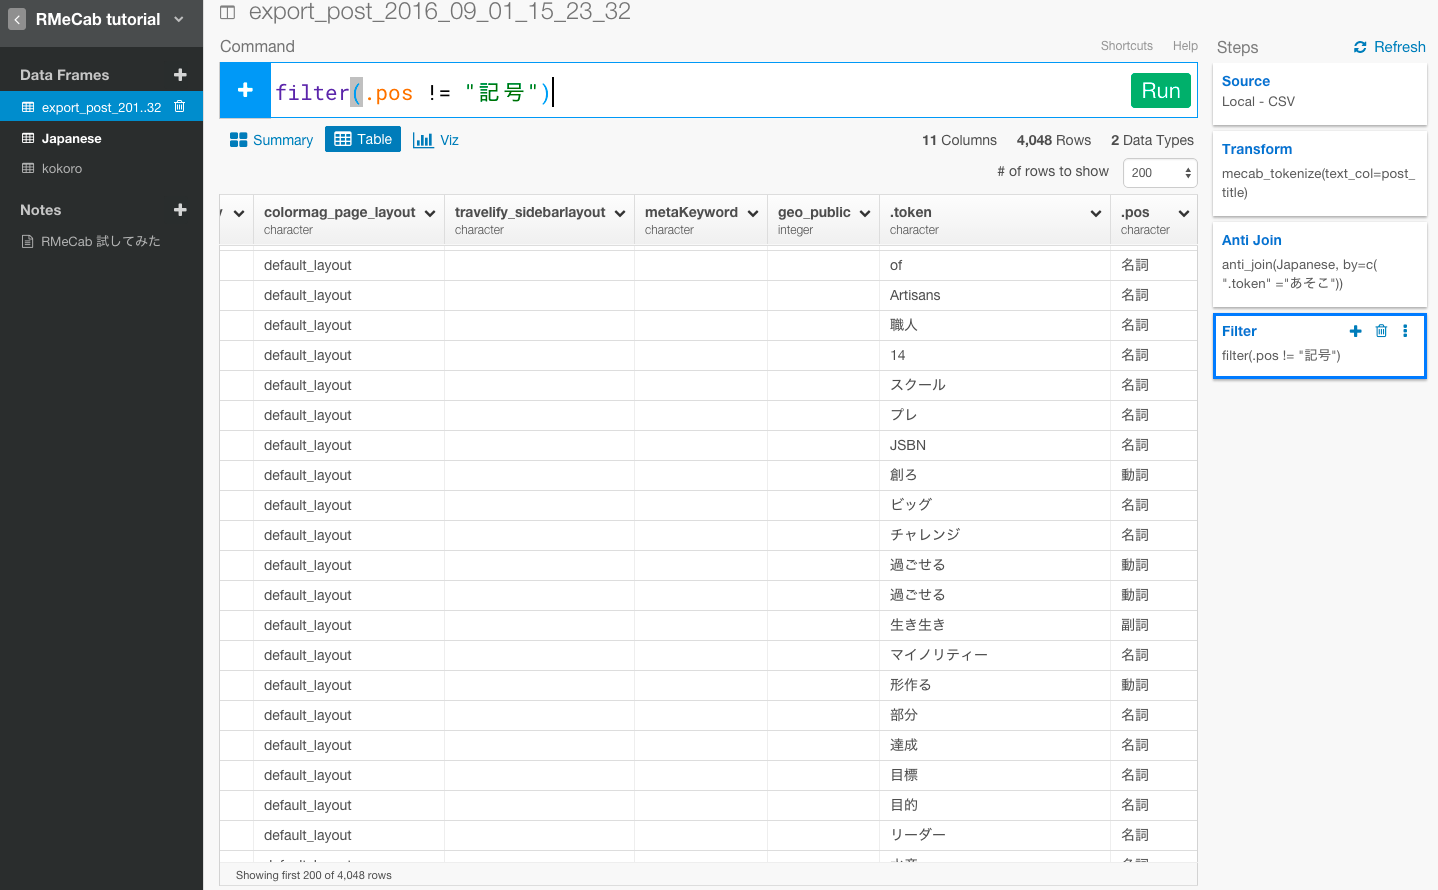 RMeCab tutorial
Data Frames
export_post_201..32
Japanese
kokoro
Notes
RMeCab 試してみた
export_post_2016_09_01_15_23_32
Command
Shortcuts Help
filter(.pos != "記号")
Run
Summary Table Viz
11 Columns 4,048 Rows 2 Data Types
# of rows to show 200
colormag_page_layout travelify_sidebarlayout metaKeyword geo_public .token .pos
character character character integer character character
default_layout of 名詞
default_layout Artisans 名詞
default_layout 職人 名詞
default_layout 14 名詞
default_layout スクール 名詞
default_layout プレ 名詞
default_layout JSBN 名詞
default_layout 創ろ 動詞
default_layout ビッグ 名詞
default_layout チャレンジ 名詞
default_layout 過ごせる 動詞
default_layout 過ごせる 動詞
default_layout 生き生き 副詞
default_layout マイノリティー 名詞
default_layout 形作る 動詞
default_layout 部分 名詞
default_layout 達成 名詞
default_layout 目標 名詞
default_layout 目的 名詞
default_layout リーダー 名詞
Showing first 200 of 4,048 rows
Steps
Refresh
Source
Local - CSV
Transform
mecab_tokenize(text_col=post_
title)
Anti Join
anti_join(Japanese, by=c(
".token" ="あそこ"))
Filter
filter(.pos != "記号")